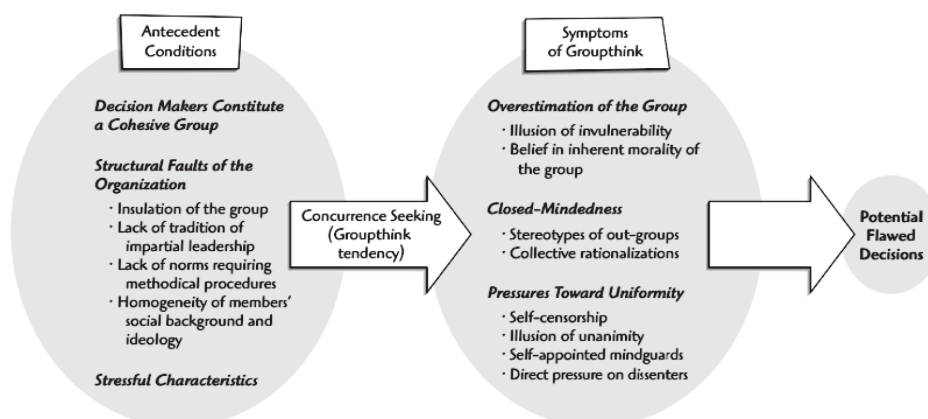 Antecedent
Conditions
Decision Makers Constitute
a Cohesive Group
Structural Faults of the
Organization
· Insulation of the group
· Lack of tradition of
impartial leadership
· Lack of norms requiring
methodical procedures
· Homogeneity of members'
social background and
ideology
Stressful Characteristics
Concurrence Seeking
(Groupthink
tendency)
Symptoms
of Groupthink
Overestimation of the Group
· Illusion of invulnerability
· Belief in inherent morality of
the group
Closed-Mindedness
· Stereotypes of out-groups
· Collective rationalizations
Pressures Toward Uniformity
· Self-censorship
· Illusion of unanimity
· Self-appointed mindguards
· Direct pressure on dissenters
Potential
Flawed
Decisions